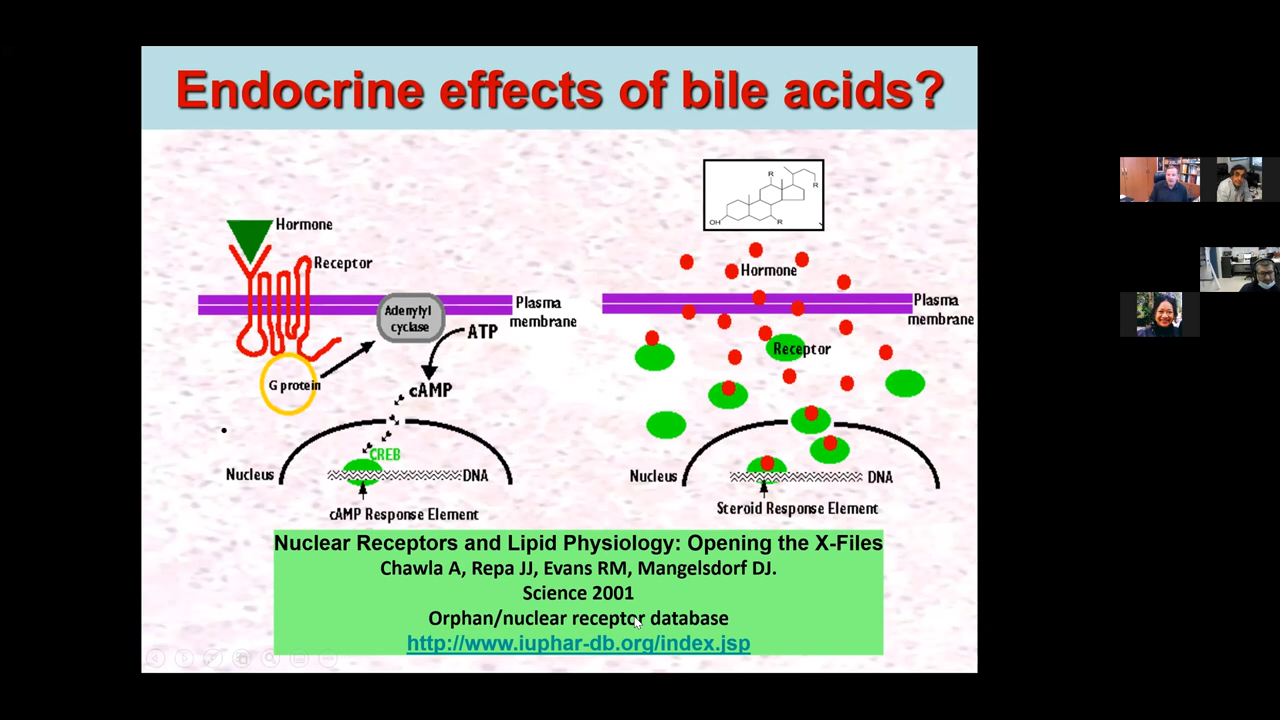 Endocrine effects of bile acids?
Hormone
Receptor
Adenylyl
cyclase
Plasma
membrane
ATP
G protein
cAMP
CREB
Nucleus
DNA
cAMP Response Element
R
R
OH
R
Hormone
Plasma
membrane
Receptor
Nucleus
DNA
Steroid Response Element
Nuclear Receptors and Lipid Physiology: Opening the X-Files
Chawla A, Repa JJ, Evans RM, Mangelsdorf DJ.
Science 2001
Orphan/nuclear receptor database
http://www.iuphar-db.org/index.jsp